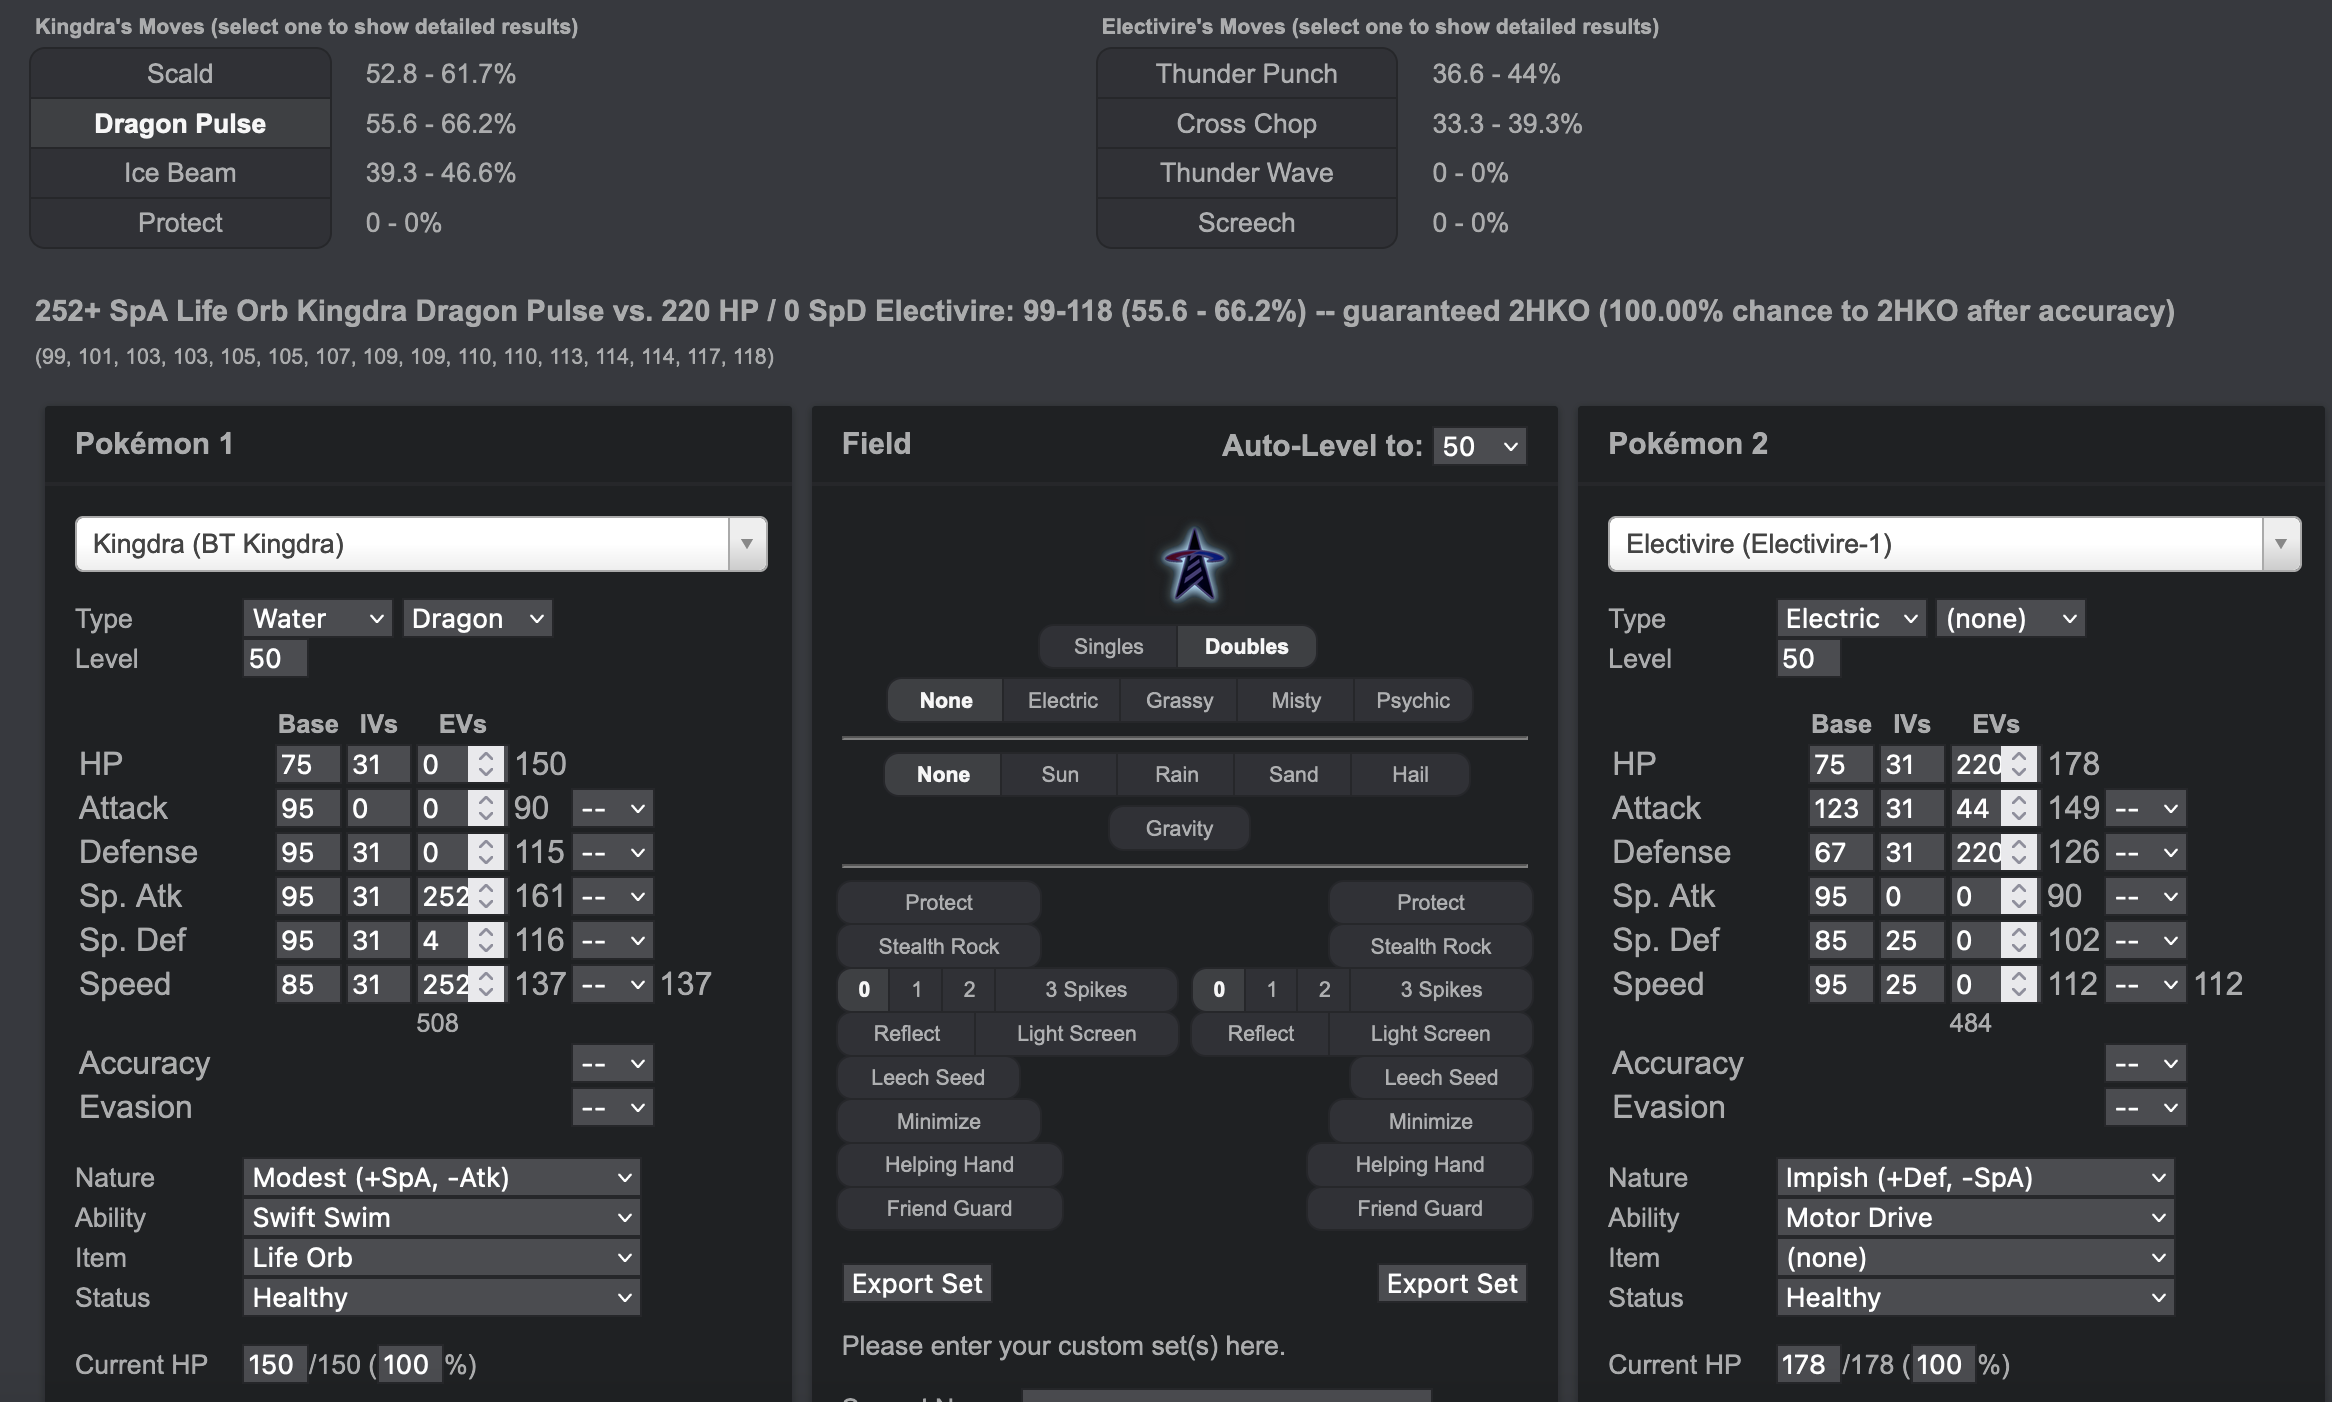 Kingdra's Moves (select one to show detailed results)
Scald 52.8 - 61.7%
Dragon Pulse 55.6 - 66.2%
Ice Beam 39.3 - 46.6%
Protect 0 - 0%
Electivire's Moves (select one to show detailed results)
Thunder Punch 36.6 - 44%
Cross Chop 33.3 - 39.3%
Thunder Wave 0 - 0%
Screech 0 - 0%
252+ SpA Life Orb Kingdra Dragon Pulse vs. 220 HP / 0 SpD Electivire: 99-118 (55.6 - 66.2%) -- guaranteed 2HKO (100.00% chance to 2HKO after accuracy)
(99, 101, 103, 103, 105, 105, 107, 109, 109, 110, 110, 113, 114, 114, 117, 118)
Pokémon 1
Kingdra (BT Kingdra)
Type Water Dragon
Level 50
Base IVs EVs
HP 75 31 0 150
Attack 95 0 0 90 --
Defense 95 31 0 115 --
Sp. Atk 95 31 252 161 --
Sp. Def 95 31 4 116 --
Speed 85 31 252 137 -- 137
508
Accuracy --
Evasion --
Nature Modest (+SpA, -Atk)
Ability Swift Swim
Item Life Orb
Status Healthy
Current HP 150 /150 ( 100 %)
Field Auto-Level to: 50
Singles Doubles
None Electric Grassy Misty Psychic
None Sun Rain Sand Hail
Gravity
Protect Protect
Stealth Rock Stealth Rock
0 1 2 3 Spikes 0 1 2 3 Spikes
Reflect Light Screen Reflect Light Screen
Leech Seed Leech Seed
Minimize Minimize
Helping Hand Helping Hand
Friend Guard Friend Guard
Export Set Export Set
Please enter your custom set(s) here.
Pokémon 2
Electivire (Electivire-1)
Type Electric (none)
Level 50
Base IVs EVs
HP 75 31 220 178
Attack 123 31 44 149 --
Defense 67 31 220 126 --
Sp. Atk 95 0 0 90 --
Sp. Def 85 25 0 102 --
Speed 95 25 0 112 -- 112
484
Accuracy --
Evasion --
Nature Impish (+Def, -SpA)
Ability Motor Drive
Item (none)
Status Healthy
Current HP 178 /178 ( 100 %)